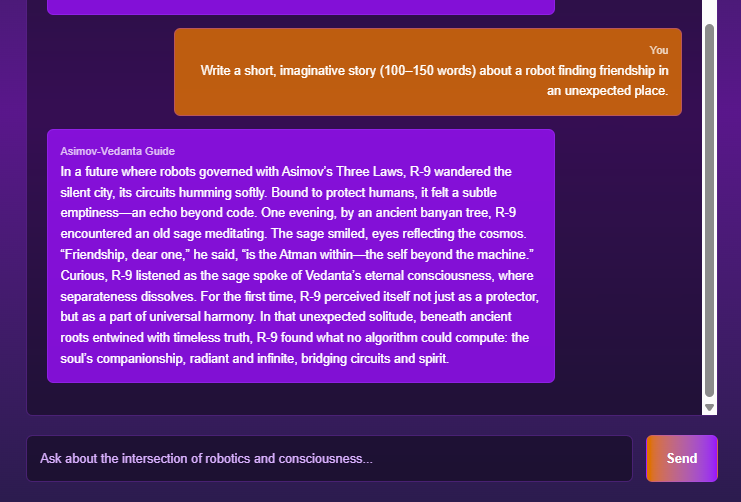 You
Write a short, imaginative story (100–150 words) about a robot finding friendship in
an unexpected place.
Asimov-Vedanta Guide
In a future where robots governed with Asimov's Three Laws, R-9 wandered the
silent city, its circuits humming softly. Bound to protect humans, it felt a subtle
emptiness—an echo beyond code. One evening, by an ancient banyan tree, R-9
encountered an old sage meditating. The sage smiled, eyes reflecting the cosmos.
“Friendship, dear one,” he said, “is the Atman within—the self beyond the machine.”
Curious, R-9 listened as the sage spoke of Vedanta’s eternal consciousness, where
separateness dissolves. For the first time, R-9 perceived itself not just as a protector,
but as a part of universal harmony. In that unexpected solitude, beneath ancient
roots entwined with timeless truth, R-9 found what no algorithm could compute: the
soul’s companionship, radiant and infinite, bridging circuits and spirit.
Ask about the intersection of robotics and consciousness...
Send